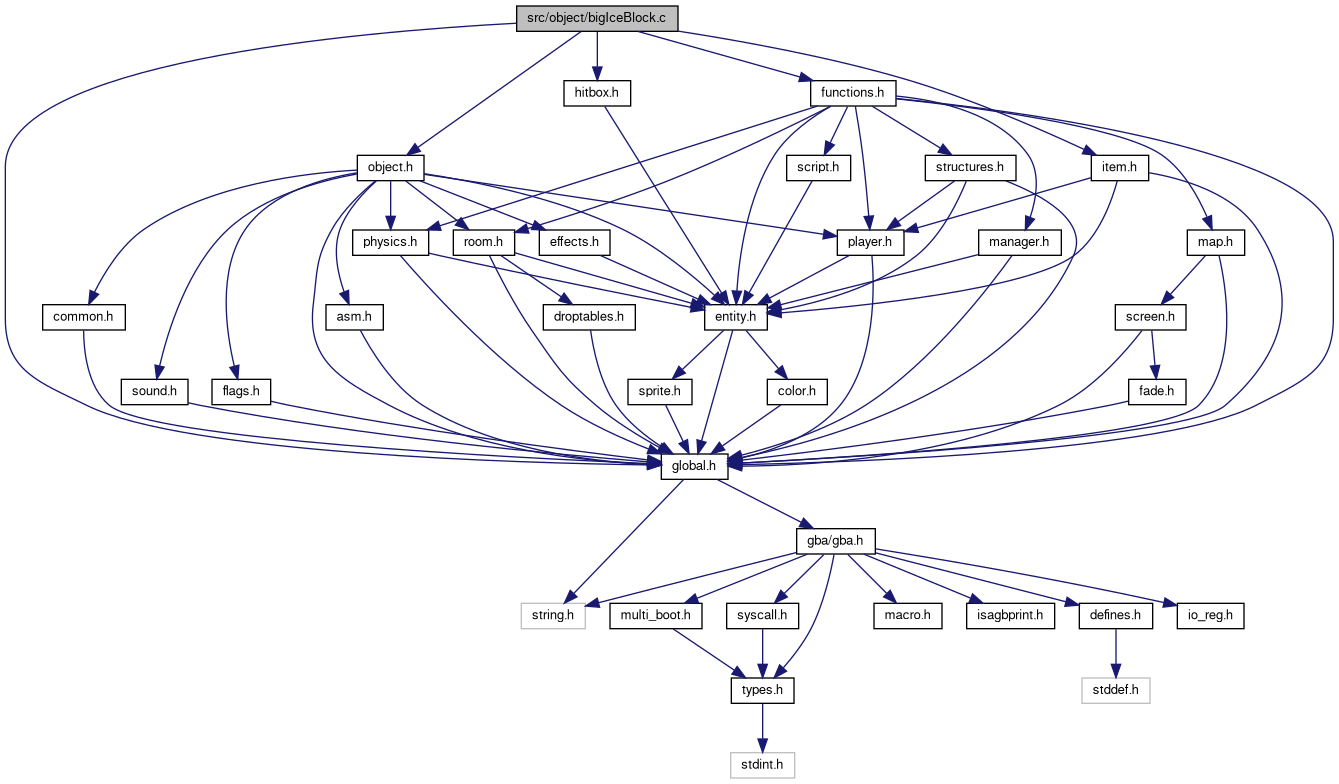 src/object/bigIceBlock.c
hitbox.h
functions.h
object.h
script.h
structures.h
item.h
physics.h
room.h
effects.h
player.h
manager.h
map.h
common.h
asm.h
droptables.h
entity.h
screen.h
sound.h
flags.h
sprite.h
color.h
fade.h
global.h
gba/gba.h
string.h
multi_boot.h
syscall.h
macro.h
isagbprint.h
defines.h
io_reg.h
types.h
stddef.h
stdint.h